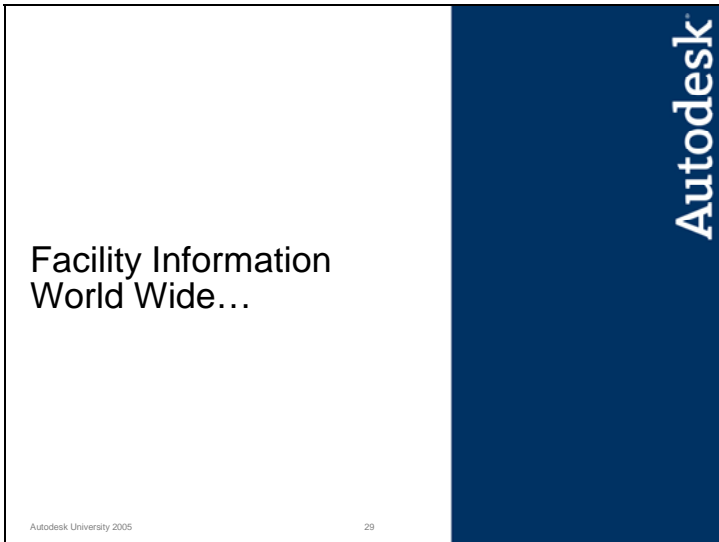 Autodesk
Facility Information
World Wide…
Autodesk University 2005
29